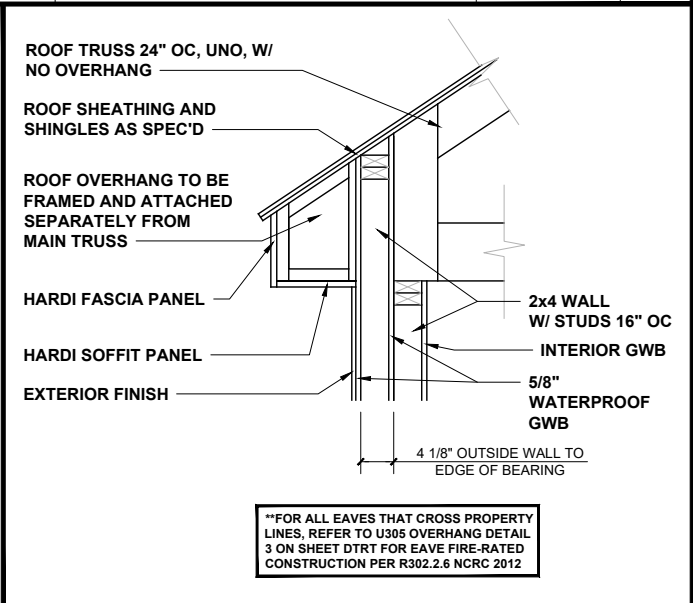 ROOF TRUSS 24" OC, UNO, W/
NO OVERHANG
ROOF SHEATHING AND
SHINGLES AS SPEC'D
ROOF OVERHANG TO BE
FRAMED AND ATTACHED
SEPARATELY FROM
MAIN TRUSS
HARDI FASCIA PANEL
HARDI SOFFIT PANEL
EXTERIOR FINISH
2x4 WALL
W/ STUDS 16" OC
INTERIOR GWB
5/8"
WATERPROOF
GWB
4 1/8" OUTSIDE WALL TO
EDGE OF BEARING
**FOR ALL EAVES THAT CROSS PROPERTY
LINES, REFER TO U305 OVERHANG DETAIL
3 ON SHEET DTRT FOR EAVE FIRE-RATED
CONSTRUCTION PER R302.2.6 NCRC 2012